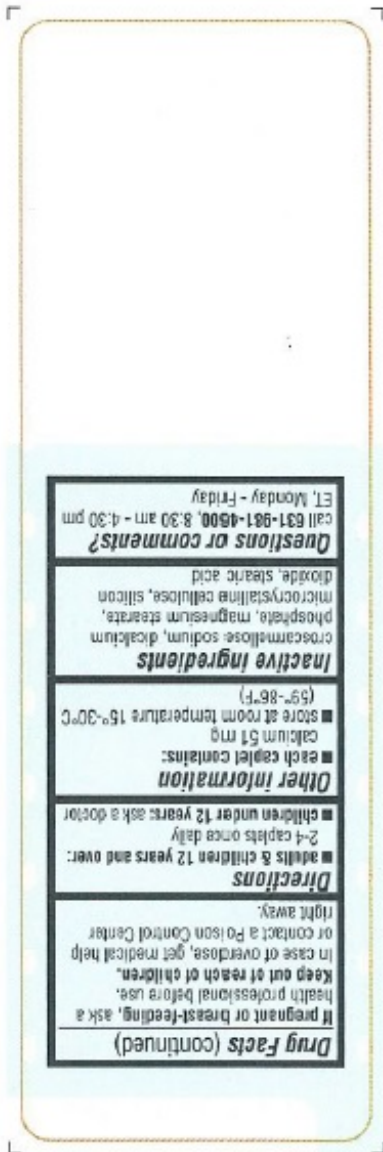 Drug Facts (continued)
If pregnant or breast-feeding, ask a
health professional before use.
Keep out of reach of children.
In case of overdose, get medical help
or contact a Poison Control Center
right away.
Directions
■ adults & children 12 years and over:
2-4 caplets once daily
■ children under 12 years: ask a doctor
Other information
■ each caplet contains:
calcium 51 mg
■ store at room temperature 15°-30°C
(59°-86°F)
Inactive ingredients
croscarmellose sodium, dicalcium
phosphate, magnesium stearate,
microcrystalline cellulose, silicon
dioxide, stearic acid
Questions or comments?
call 631-981-4600, 8:30 am - 4:30 pm
ET, Monday - Friday